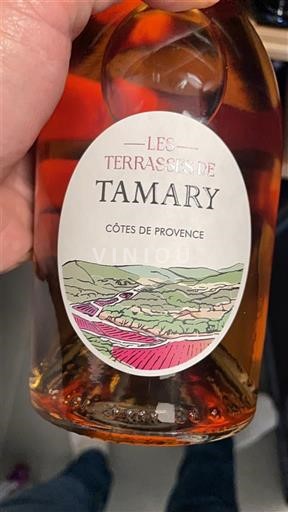 LES
TERRASSES DE
TAMARY
CÔTES DE PROVENCE
VINIOU